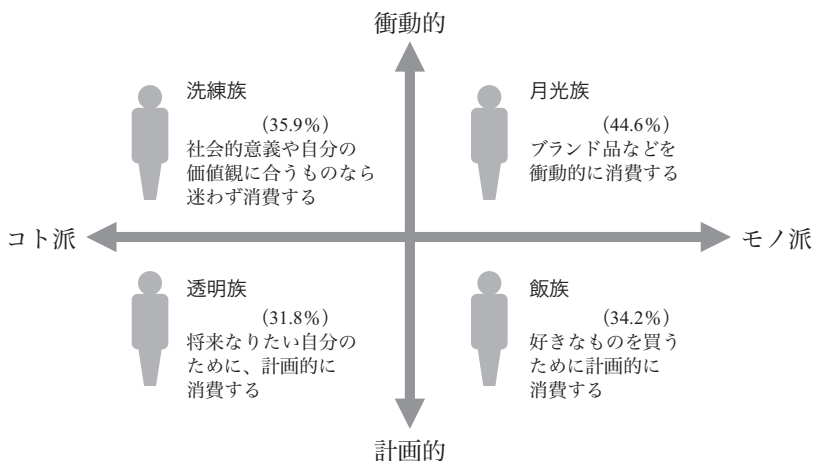 衝動的
洗練族
(35.9%)
社会的意義や自分の
価値観に合うものなら
迷わず消費する
月光族
(44.6%)
ブランド品などを
衝動的に消費する
コト派
モノ派
透明族
(31.8%)
将来なりたい自分の
ために、計画的に
消費する
飯族
(34.2%)
好きなものを買う
ために計画的に
消費する
計画的